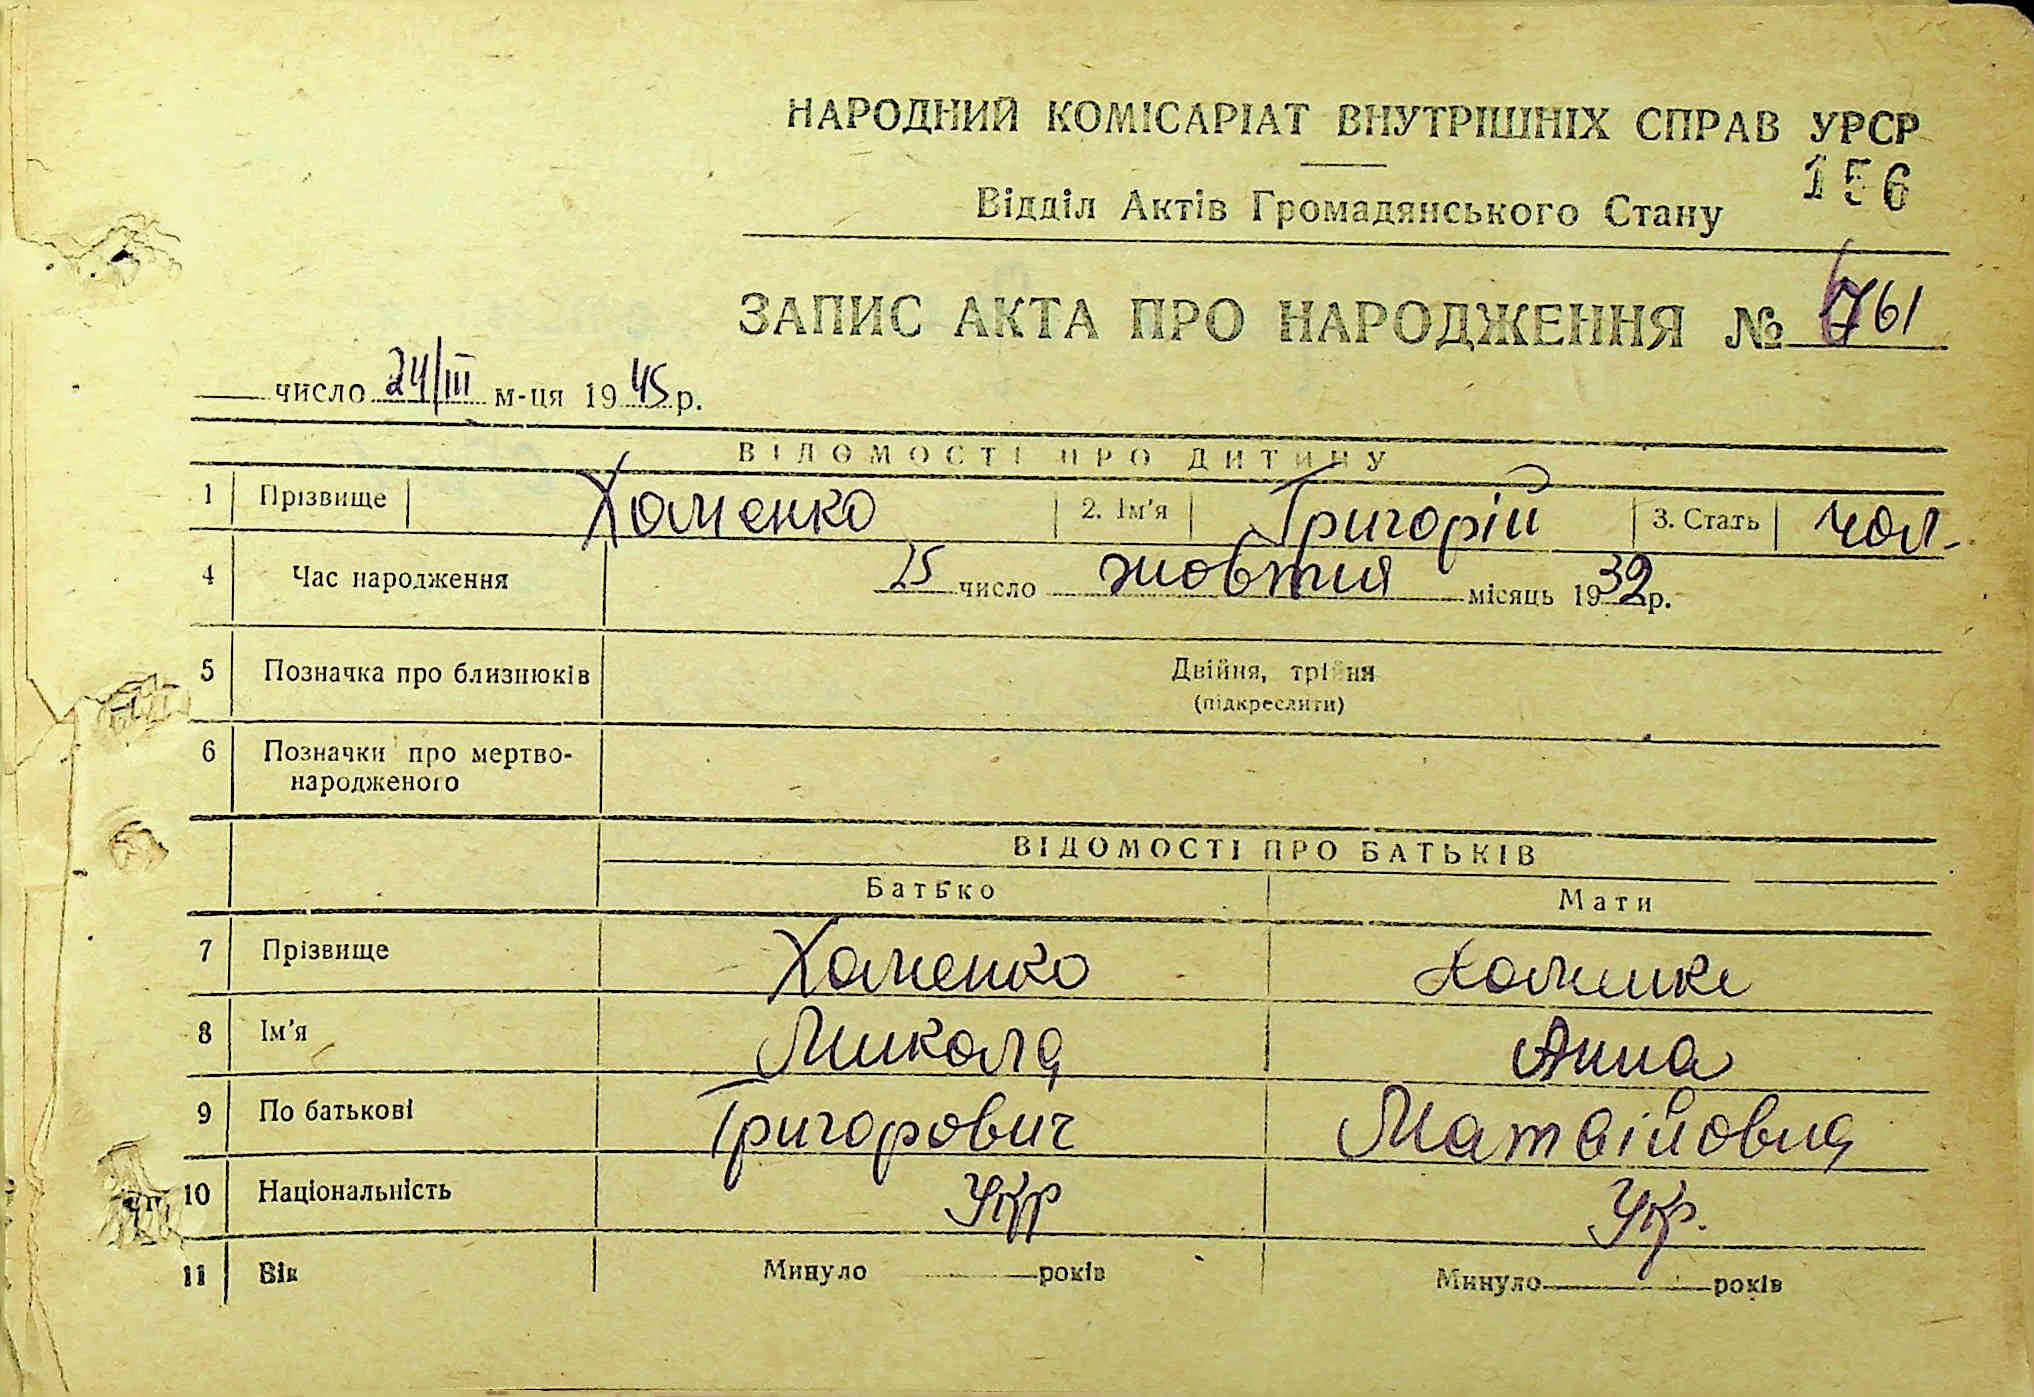 НАРОДНИЙ КОМІСАРІАТ ВНУТРІШНІХ СПРАВ УРСР
156
Відділ Актів Громадянського Стану
ЗАПИС АКТА ПРО НАРОДЖЕННЯ № 761
число 24/III м-ця 1945 р.
ВІДОМОСТІ ПРО ДИТИНУ
1 Прізвище Хоменко 2. Ім'я Григорій 3. Стать чол.
4 Час народження 25 число жовтня місяць 1932 р.
5 Позначка про близнюків Двійня, трійня
(підкреслити)
6 Позначки про мертво-
народженого
ВІДОМОСТІ ПРО БАТЬКІВ
Батько Мати
7 Прізвище Хоменко Хоменко
8 Ім'я Микола Анна
9 По батькові Григорович Матвійовна
10 Національність Укр Укр.
11 Вік Минуло років Минуло років